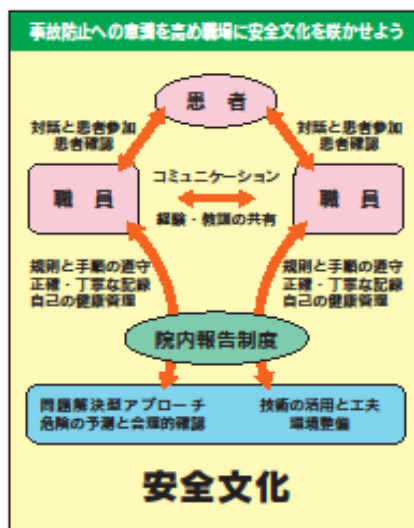 事故防止への意識を高め職場に安全文化を咲かせよう
患 者
対話と患者参加
患者確認
対話と患者参加
患者確認
職 員
コミュニケーション
経験・教訓の共有
職 員
規則と手順の遵守
正確・丁寧な記録
自己の健康管理
規則と手順の遵守
正確・丁寧な記録
自己の健康管理
院内報告制度
問題解決型アプローチ
危険の予測と合理的確認
技術の活用と工夫
環境整備
安全文化